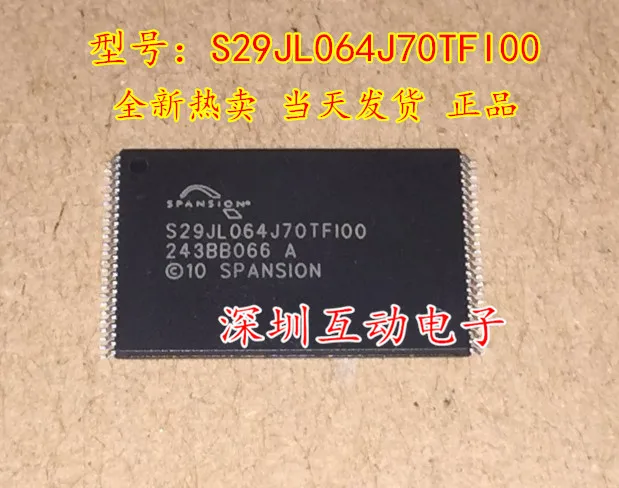 型号：S29JL064J70TFI00
全新热卖 当天发货 正品
SPANSION®
S29JL064J70TFI00
243BB066 A
©10 SPANSION
深圳互动电子